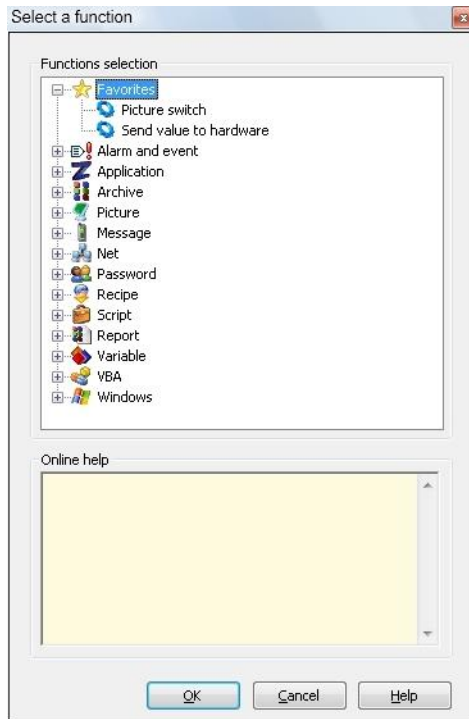 Select a function
Functions selection
Favorites
Picture switch
Send value to hardware
Alarm and event
Application
Archive
Picture
Message
Net
Password
Recipe
Script
Report
Variable
VBA
Windows
Online help
OK
Cancel
Help